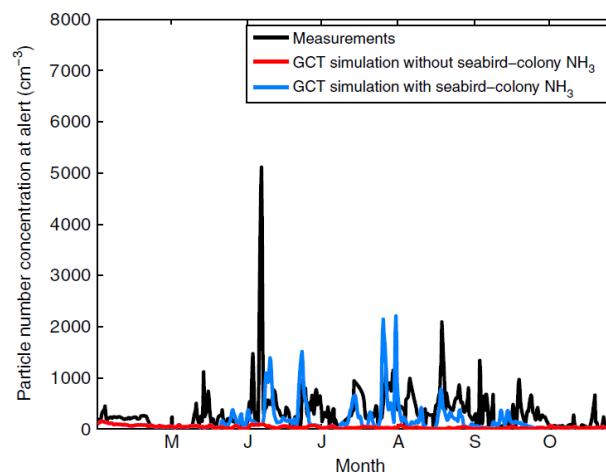 8000
7000
6000
5000
4000
3000
2000
1000
0
Particle number concentration at alert (cm⁻³)
Measurements
GCT simulation without seabird–colony NH₃
GCT simulation with seabird–colony NH₃
M J J A S O
Month